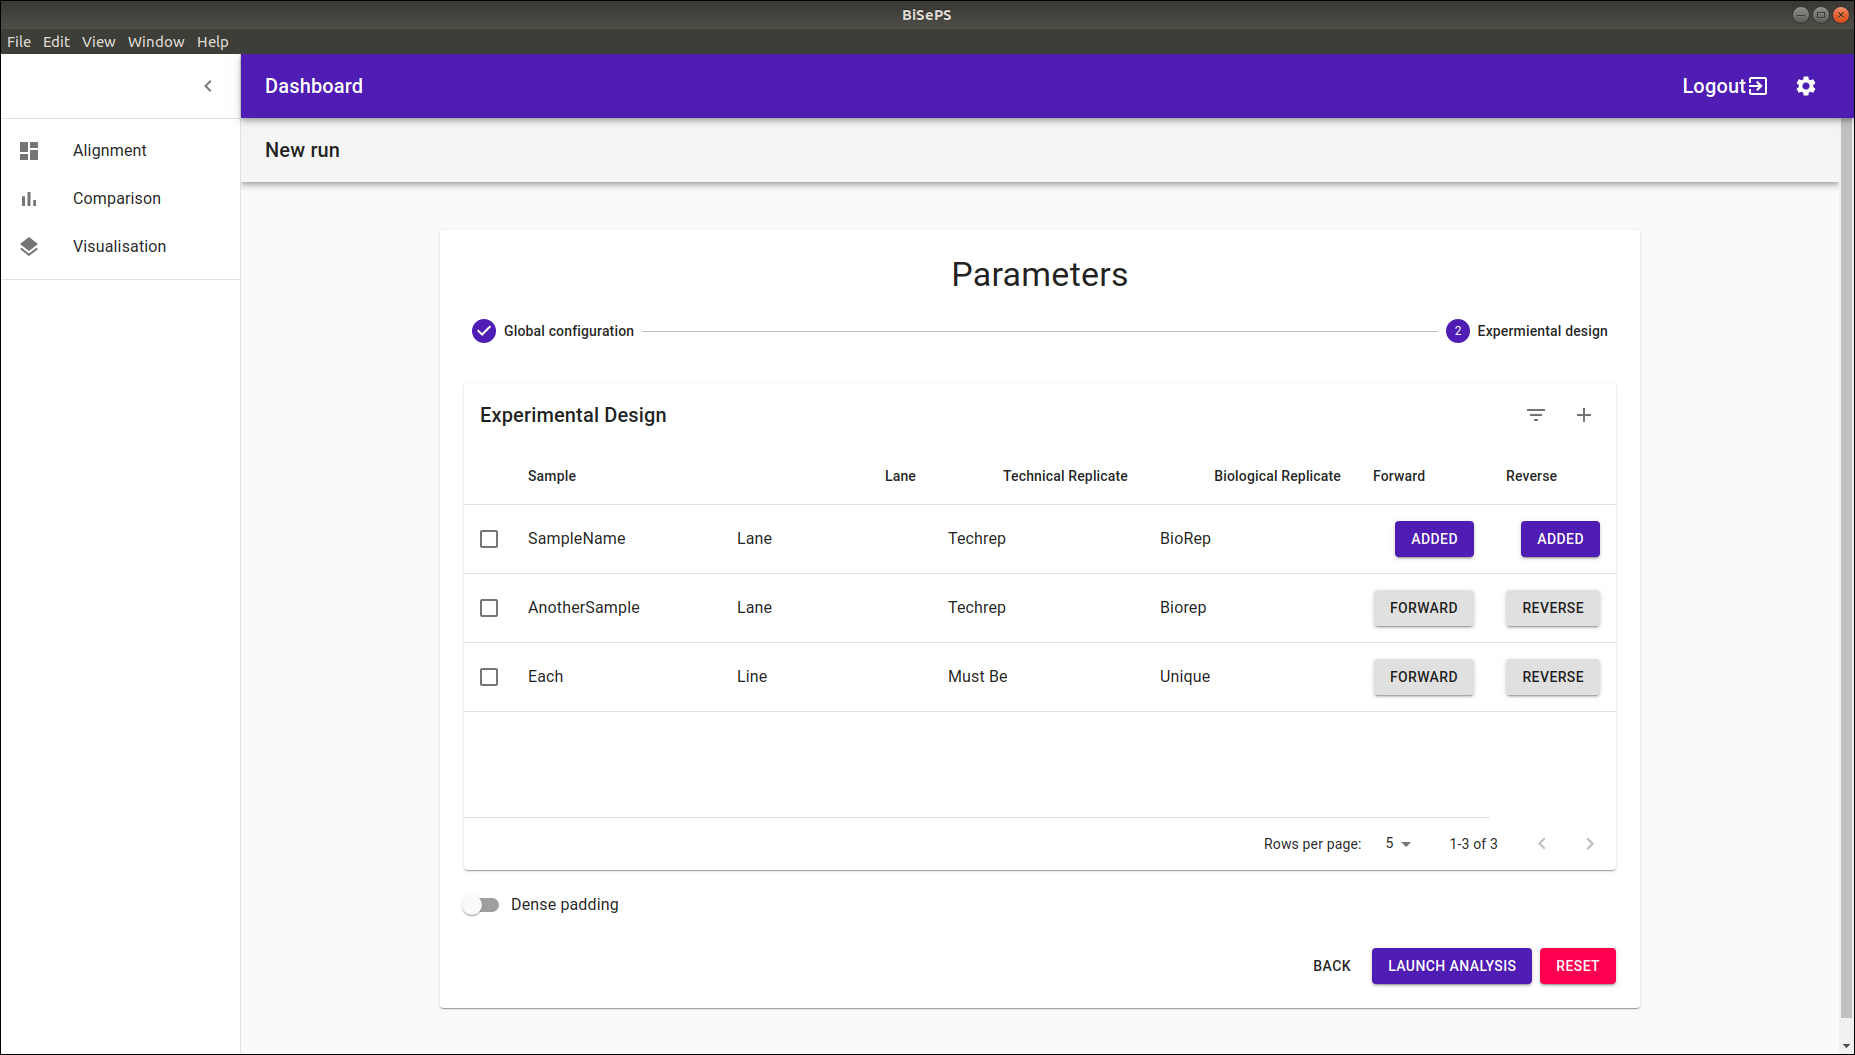 BiSePS
File Edit View Window Help
Dashboard
Logout
New run
Alignment
Comparison
Visualisation
Parameters
Global configuration
2 Expermiental design
Experimental Design
Sample Lane Technical Replicate Biological Replicate Forward Reverse
SampleName Lane Techrep BioRep ADDED ADDED
AnotherSample Lane Techrep Biorep FORWARD REVERSE
Each Line Must Be Unique FORWARD REVERSE
Rows per page: 5 1-3 of 3
Dense padding
BACK LAUNCH ANALYSIS RESET